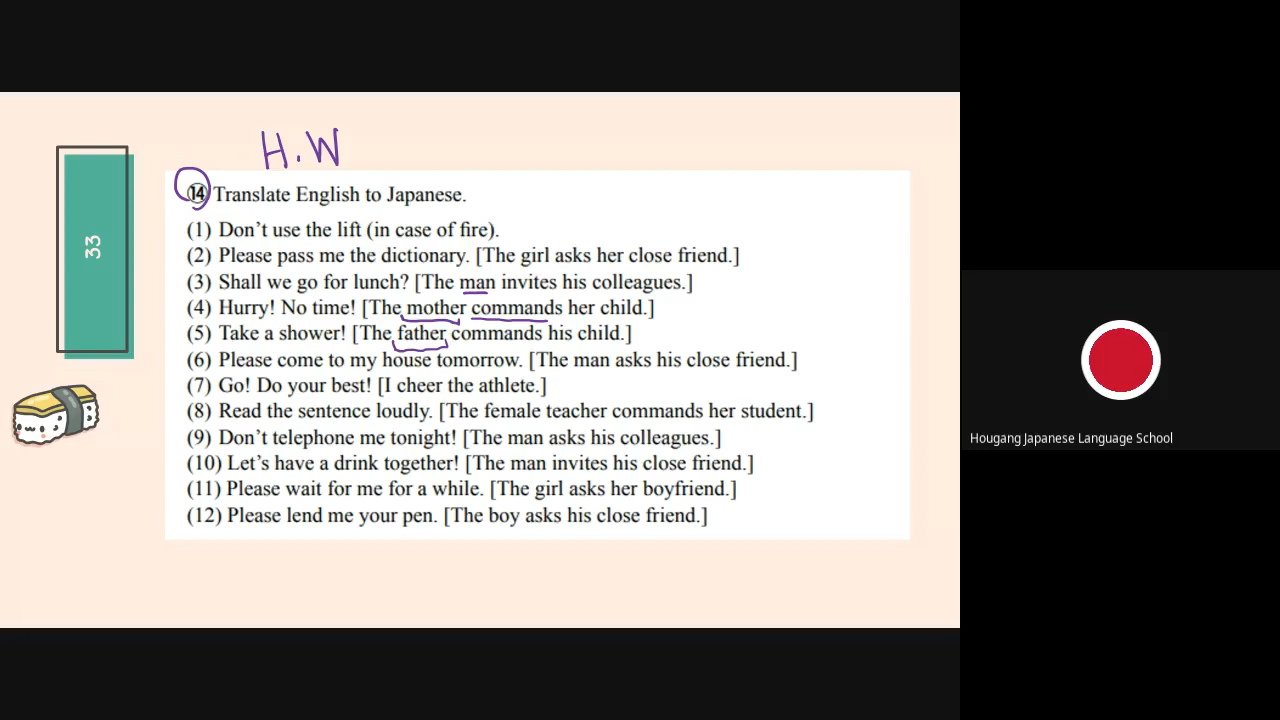 H.W
33
⑭ Translate English to Japanese.
(1) Don't use the lift (in case of fire).
(2) Please pass me the dictionary. [The girl asks her close friend.]
(3) Shall we go for lunch? [The man invites his colleagues.]
(4) Hurry! No time! [The mother commands her child.]
(5) Take a shower! [The father commands his child.]
(6) Please come to my house tomorrow. [The man asks his close friend.]
(7) Go! Do your best! [I cheer the athlete.]
(8) Read the sentence loudly. [The female teacher commands her student.]
(9) Don't telephone me tonight! [The man asks his colleagues.]
(10) Let's have a drink together! [The man invites his close friend.]
(11) Please wait for me for a while. [The girl asks her boyfriend.]
(12) Please lend me your pen. [The boy asks his close friend.]
Hougang Japanese Language School